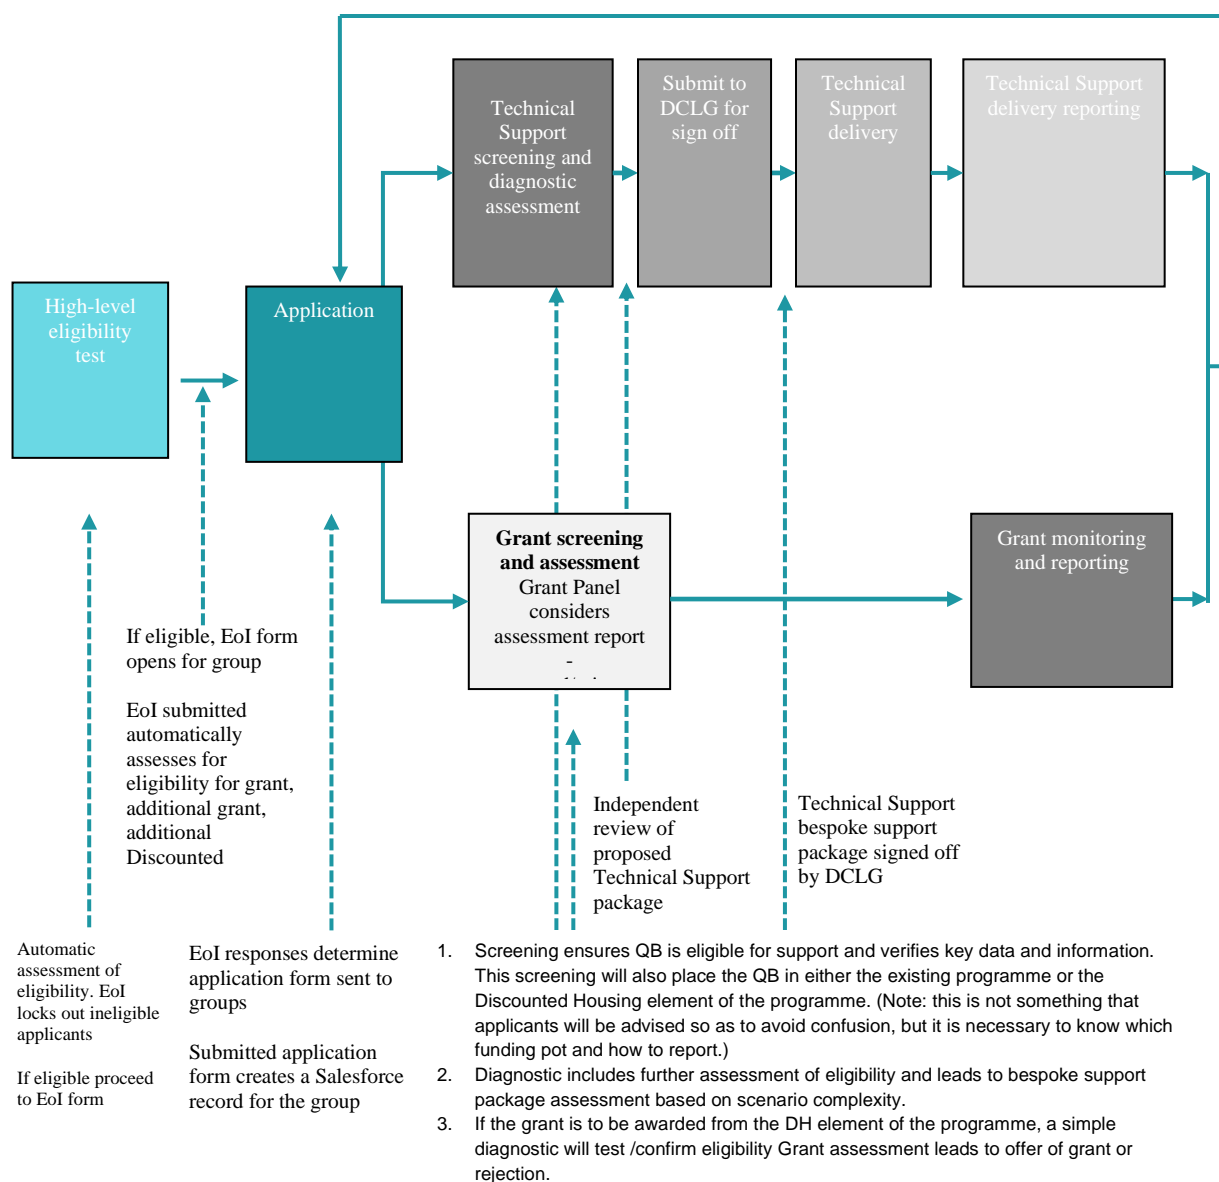 Technical
Support
screening and
diagnostic
assessment
Submit to
DCLG for
sign off
Technical
Support
delivery
Technical Support
delivery reporting
High-level
eligibility
test
Application
Grant screening
and assessment
Grant Panel
considers
assessment report
-
Grant monitoring
and reporting
If eligible, EoI form
opens for group
EoI submitted
automatically
assesses for
eligibility for grant,
additional grant,
additional
Discounted
Independent
review of
proposed
Technical Support
package
Technical Support
bespoke support
package signed off
by DCLG
Automatic
assessment of
eligibility. EoI
locks out ineligible
applicants
If eligible proceed
to EoI form
EoI responses determine
application form sent to
groups
Submitted application
form creates a Salesforce
record for the group
1. Screening ensures QB is eligible for support and verifies key data and information.
This screening will also place the QB in either the existing programme or the
Discounted Housing element of the programme. (Note: this is not something that
applicants will be advised so as to avoid confusion, but it is necessary to know which
funding pot and how to report.)
2. Diagnostic includes further assessment of eligibility and leads to bespoke support
package assessment based on scenario complexity.
3. If the grant is to be awarded from the DH element of the programme, a simple
diagnostic will test /confirm eligibility Grant assessment leads to offer of grant or
rejection.